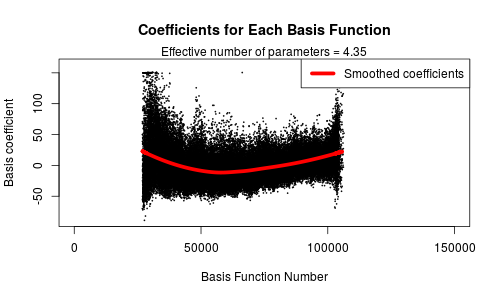 Coefficients for Each Basis Function
Effective number of parameters = 4.35
Smoothed coefficients
Basis coefficient
100
50
0
-50
0
50000
100000
150000
Basis Function Number